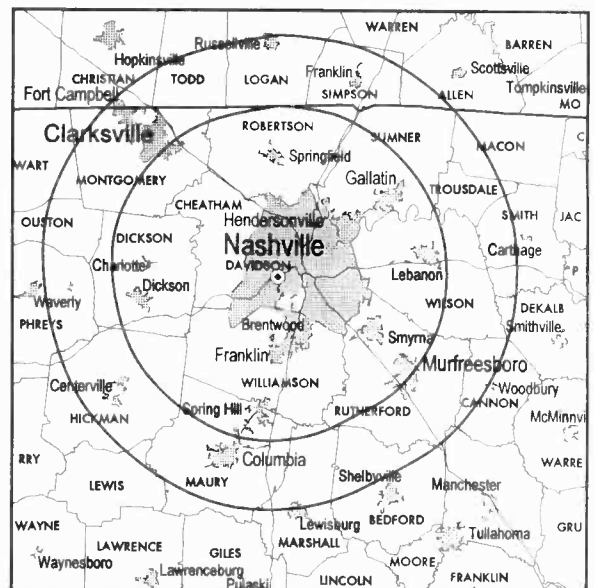 WARREN
Russellville
BARREN
Hopkinsville
Franklin
Scottsville
CHRISTIAN
TODD
LOGAN
Tompkinsville
Fort Campbell
SIMPSON
ALLEN
MO
Clarksville
ROBERTSON
SUMNER
C
MACON
Springfield
WART
MONTGOMERY
Gallatin
TROUSDALE
CHEATHAM
SMITH
JAC
OUSTON
Hendersonville
DICKSON
Nashville
Carthage
Charlotte
DAVIDSON
Lebanon
P
Dickson
Waverly
WILSON
DEKALB
PHREYS
Brentwood
Smithville
Smyrna
Franklin
Murfreesboro
Centerville
WILLIAMSON
Woodbury
CANNON
HICKMAN
Spring Hill
RUTHERFORD
McMinnvi
RRY
Columbia
WARRE
LEWIS
MAURY
Shelbyville
Manchester
WAYNE
Lewisburg
BEDFORD
GRU
LAWRENCE
GILES
MARSHALL
Tullahoma
Waynesboro
Lawrenceburg
MOORE
Pulaski
LINCOLN
FRANKLIN